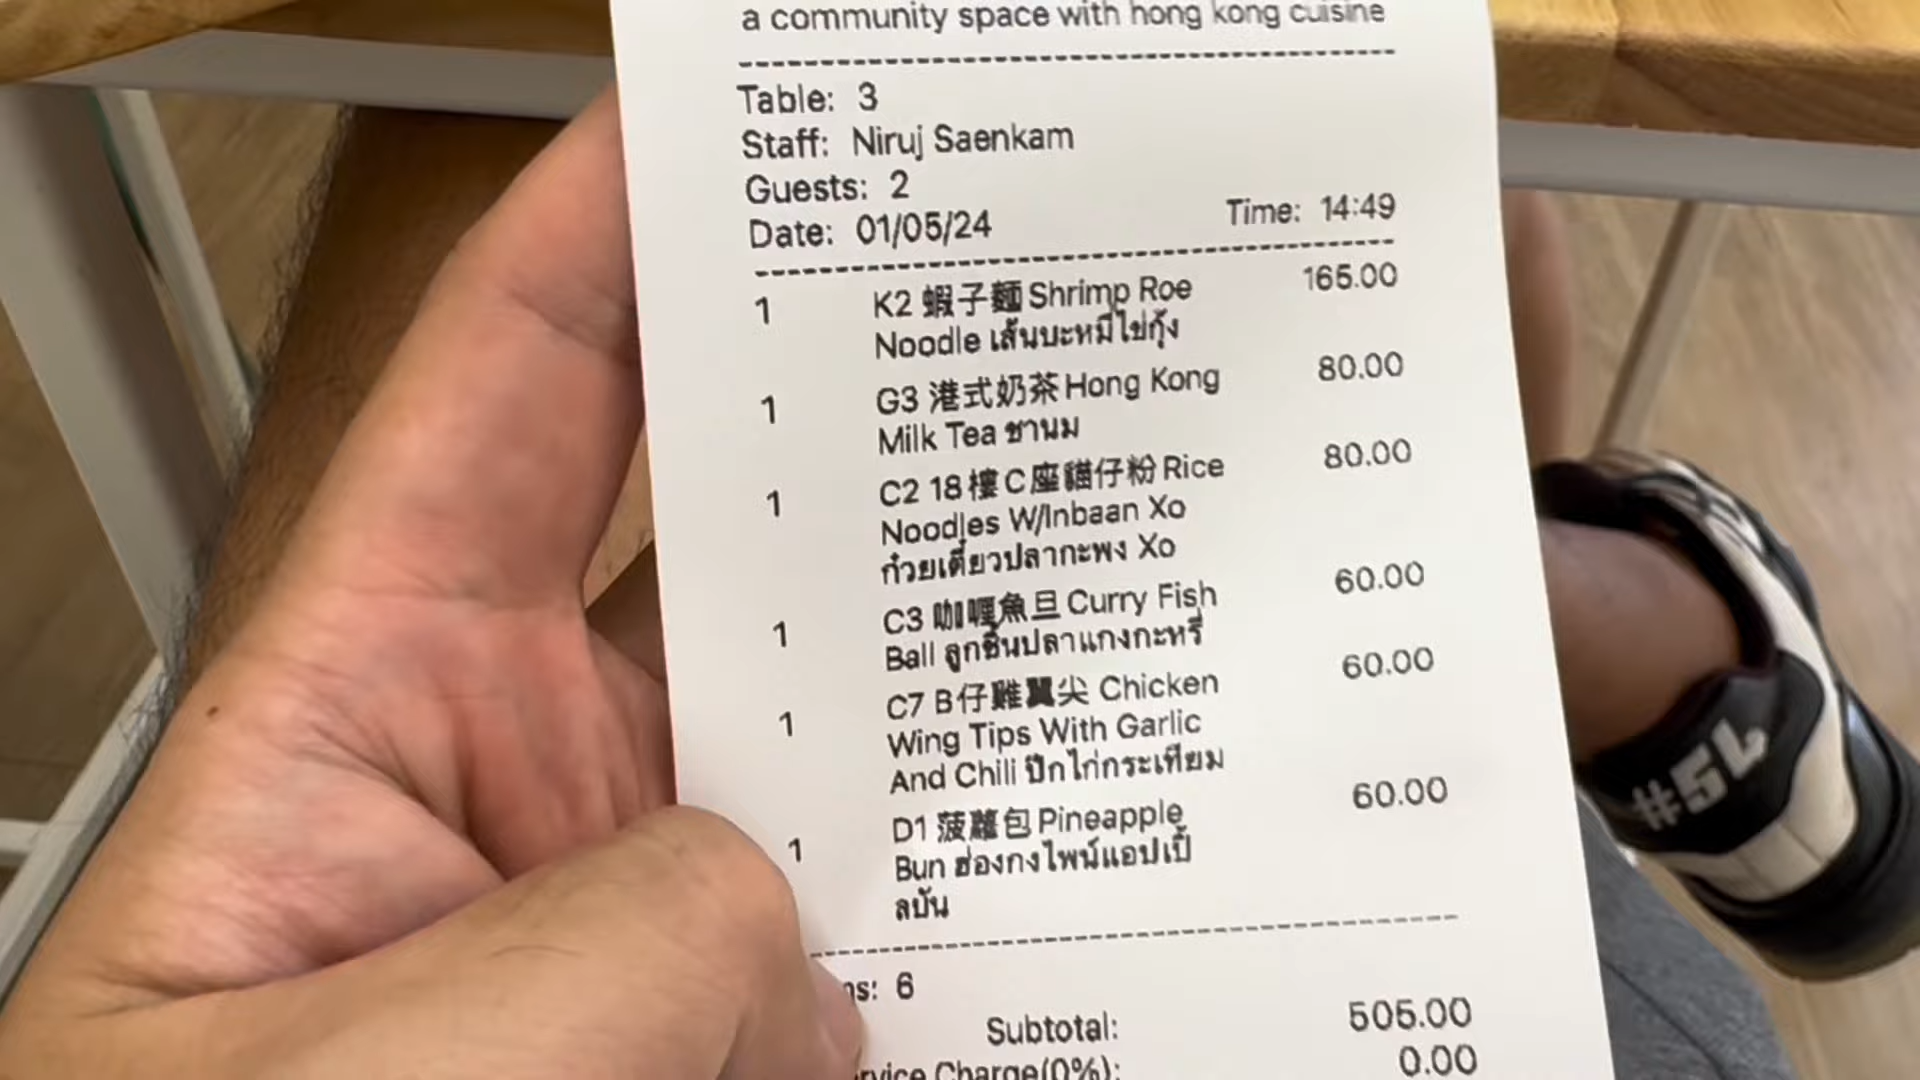 a community space with hong kong cuisine
Table: 3
Staff: Niruj Saenkam
Guests: 2
Date: 01/05/24 Time: 14:49
1 K2 蝦子麵 Shrimp Roe 165.00
Noodle เส้นบะหมี่ไข่กุ้ง
1 G3 港式奶茶 Hong Kong 80.00
Milk Tea ชานม
1 C2 18樓C座貓仔粉 Rice 80.00
Noodles W/Inbaan Xo
ก๋วยเตี๋ยวปลากะพง Xo
1 C3 咖喱魚旦 Curry Fish 60.00
Ball ลูกชิ้นปลาแกงกะหรี่
1 C7 B仔雞翼尖 Chicken 60.00
Wing Tips With Garlic
And Chili ปีกไก่กระเทียม
1 D1 菠蘿包 Pineapple 60.00
Bun ฮ่องกงไพน์แอปเปิ้
ลบัน
ns: 6
Subtotal: 505.00
rvice Charge(0%): 0.00
#5L